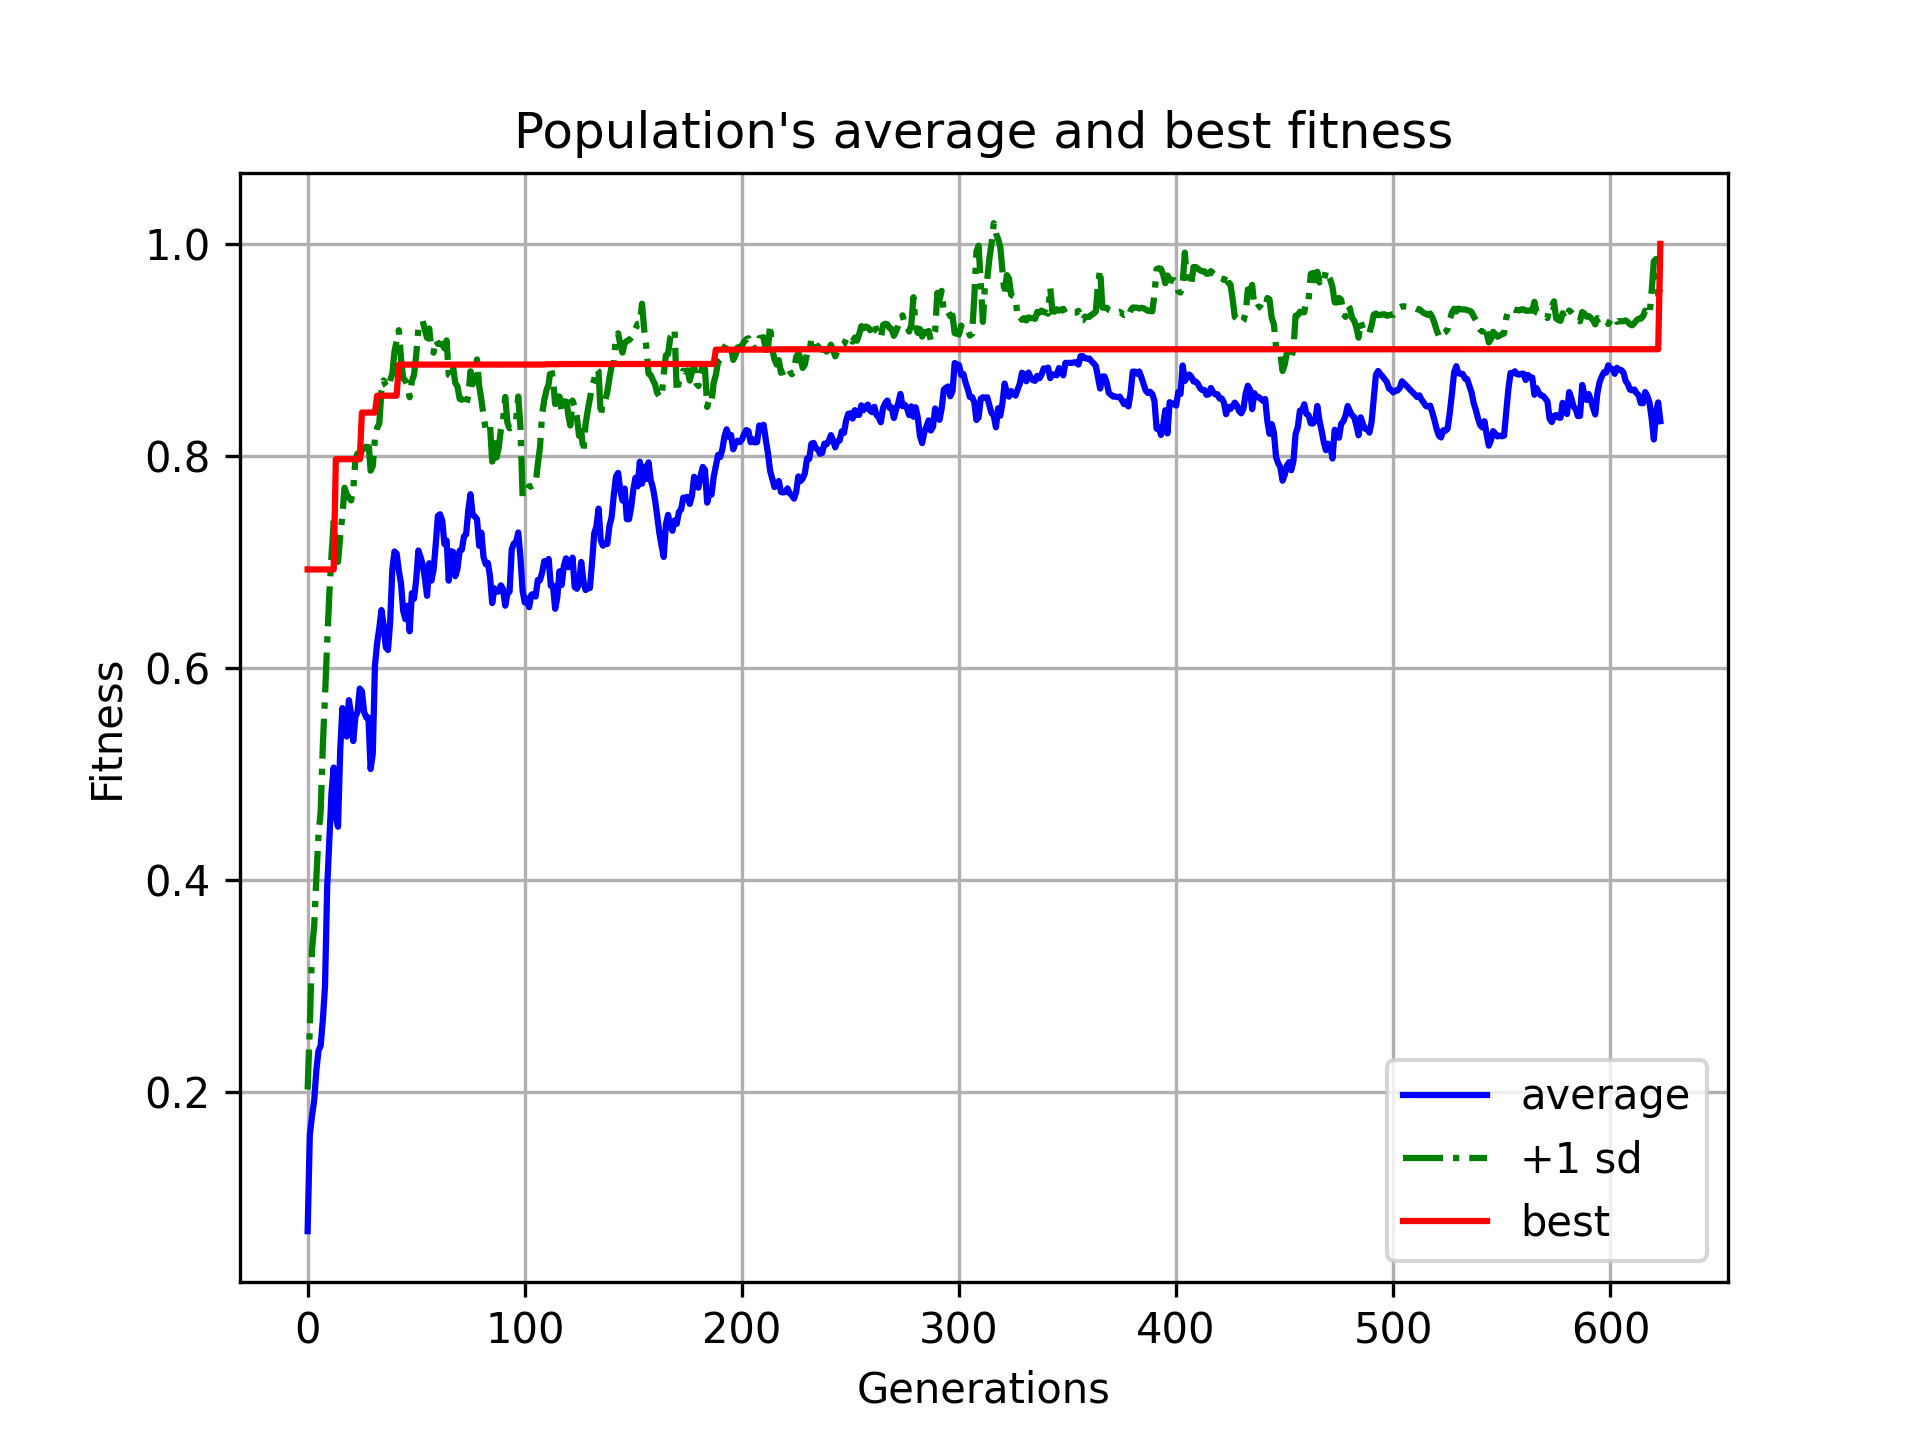 Population's average and best fitness
Fitness
1.0
0.8
0.6
0.4
0.2
0 100 200 300 400 500 600
Generations
average
+1 sd
best